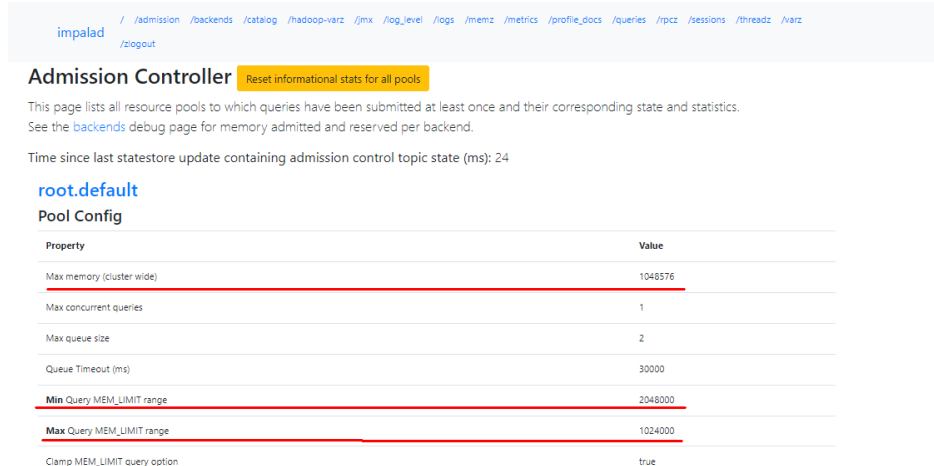 impalad / /admission /backends /catalog /hadoop-varz /jmx /log_level /logs /memz /metrics /profile_docs /queries /rpcz /sessions /threadz /varz
/zlogout
Admission Controller Reset informational stats for all pools
This page lists all resource pools to which queries have been submitted at least once and their corresponding state and statistics.
See the backends debug page for memory admitted and reserved per backend.
Time since last statestore update containing admission control topic state (ms): 24
root.default
Pool Config
Property Value
Max memory (cluster wide) 1048576
Max concurrent queries 1
Max queue size 2
Queue Timeout (ms) 30000
Min Query MEM_LIMIT range 2048000
Max Query MEM_LIMIT range 1024000
Clamp MEM_LIMIT query option true